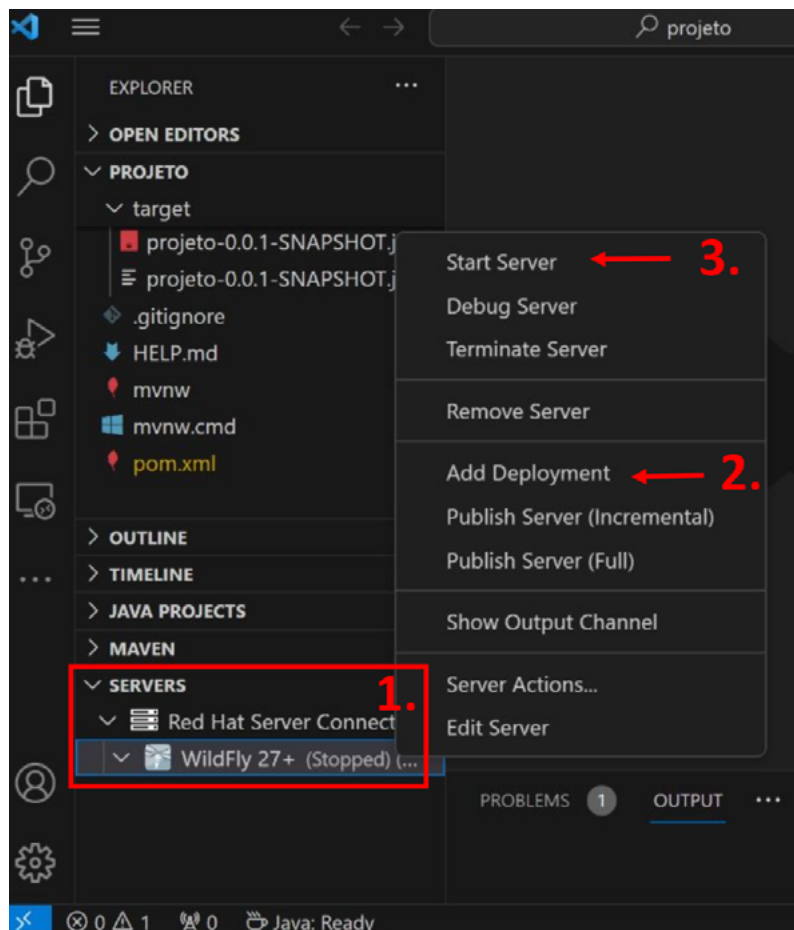 projeto
EXPLORER
OPEN EDITORS
PROJETO
target
projeto-0.0.1-SNAPSHOT.j
projeto-0.0.1-SNAPSHOT.j
.gitignore
HELP.md
mvnw
mvnw.cmd
pom.xml
OUTLINE
TIMELINE
JAVA PROJECTS
MAVEN
SERVERS
1.
Red Hat Server Connect
WildFly 27+ (Stopped) (...
Start Server
3.
Debug Server
Terminate Server
Remove Server
Add Deployment
2.
Publish Server (Incremental)
Publish Server (Full)
Show Output Channel
Server Actions...
Edit Server
PROBLEMS 1 OUTPUT ...
0 1 0 Java: Ready